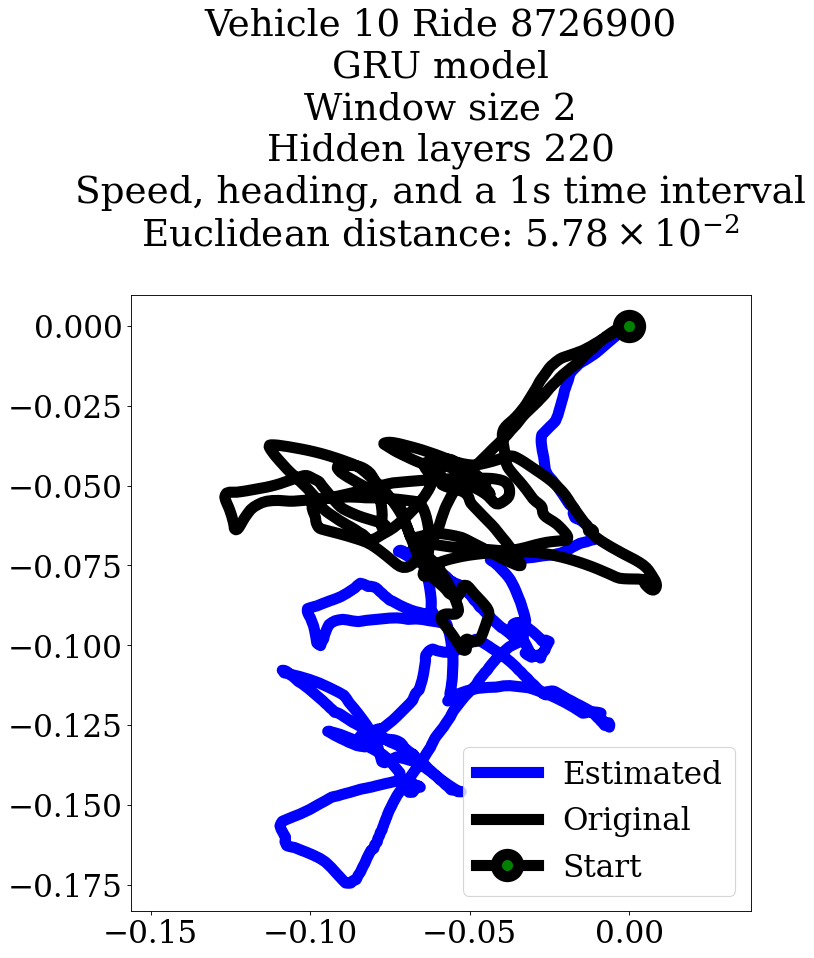 Vehicle 10 Ride 8726900
GRU model
Window size 2
Hidden layers 220
Speed, heading, and a 1s time interval
Euclidean distance: 5.78 × 10⁻²
0.000
−0.025
−0.050
−0.075
−0.100
−0.125
−0.150
−0.175
Estimated
Original
Start
−0.15 −0.10 −0.05 0.00